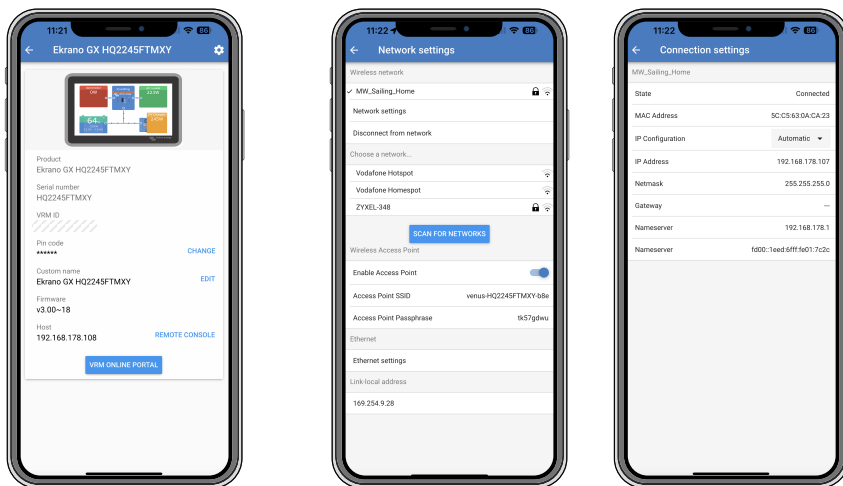 11:21
86
Ekrano GX HQ2245FTMXY
Product
Ekrano GX HQ2245FTMXY
Serial number
HQ2245FTMXY
VRM ID
Pin code
****** CHANGE
Custom name
Ekrano GX HQ2245FTMXY EDIT
Firmware
v3.00~18
Host
192.168.178.108 REMOTE CONSOLE
VRM ONLINE PORTAL
11:22
86
Network settings
Wireless network
MW_Sailing_Home
Network settings
Disconnect from network
Choose a network...
Vodafone Hotspot
Vodafone Homespot
ZYXEL-348
SCAN FOR NETWORKS
Wireless Access Point
Enable Access Point
Access Point SSID venus-HQ2245FTMXY-b8e
Access Point Passphrase tk57gdwu
Ethernet
Ethernet settings
Link-local address
169.254.9.28
11:22
86
Connection settings
MW_Sailing_Home
State Connected
MAC Address 5C:C5:63:0A:CA:23
IP Configuration Automatic
IP Address 192.168.178.107
Netmask 255.255.255.0
Gateway ---
Nameserver 192.168.178.1
Nameserver fd00::1eed:6fff:fe01:7c2c